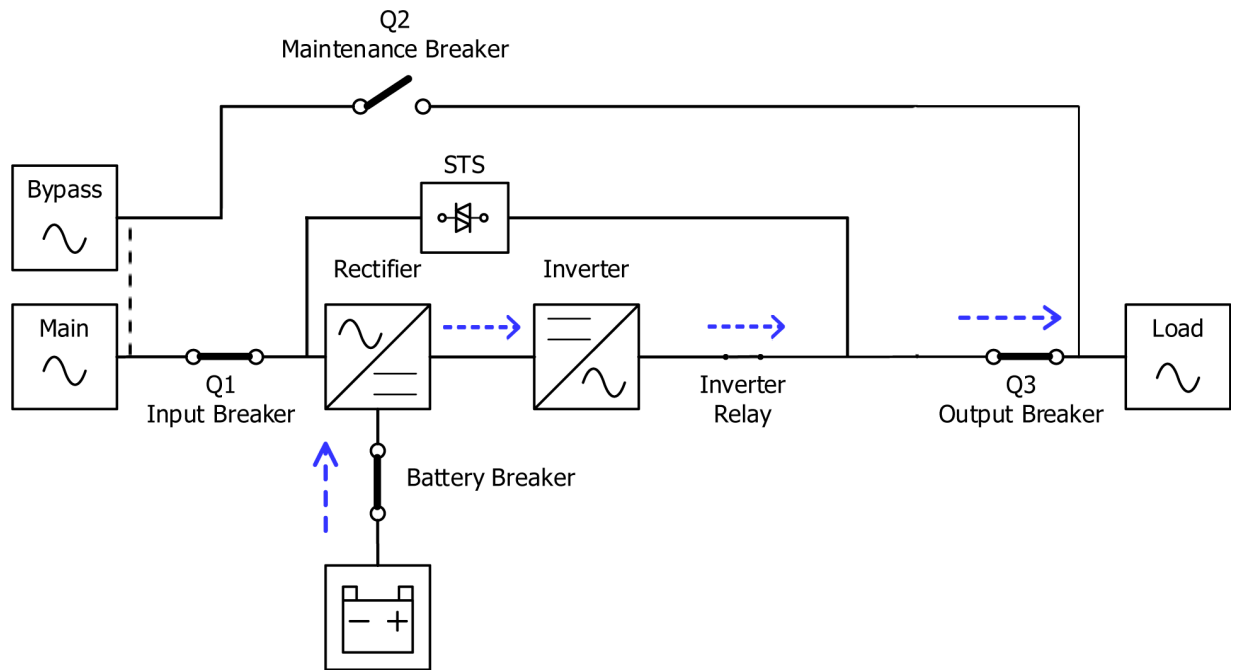 Q2
Maintenance Breaker
STS
Bypass
Rectifier
Inverter
Main
Load
Q1
Input Breaker
Inverter
Relay
Q3
Output Breaker
Battery Breaker